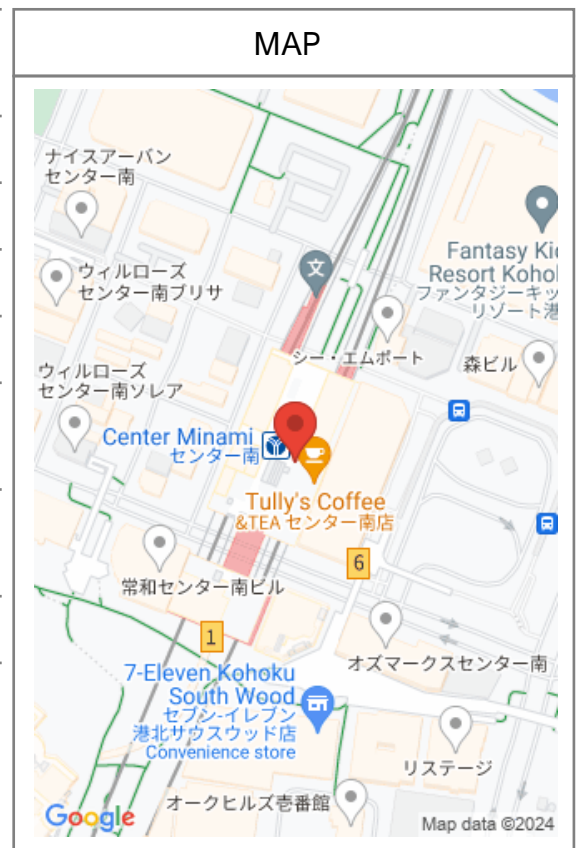 MAP
ナイスアーバン
センター南
Fantasy Ki
Resort Koho
ファンタジーキッ
リゾート港
ウィルローズ
センター南ブリサ
文
シー・エムポート
森ビル
ウィルローズ
センター南ソレア
Center Minami
センター南
Tully's Coffee
&TEA センター南店
6
常和センター南ビル
1
オズマークスセンター南
7-Eleven Kohoku
South Wood
セブン-イレブン
港北サウスウッド店
Convenience store
リステージ
オークヒルズ壱番館
Google
Map data ©2024